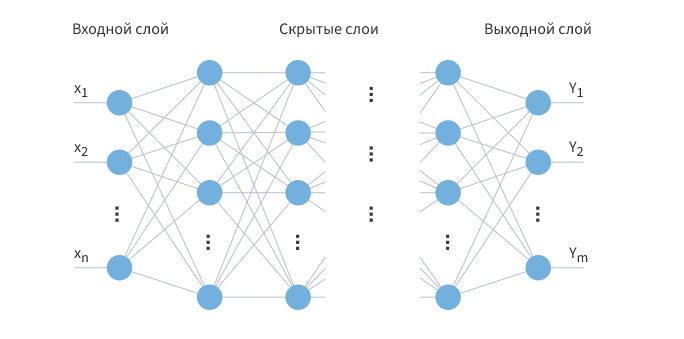 Входной слой
Скрытые слои
Выходной слой
x1
x2
xn
Y1
Y2
Ym